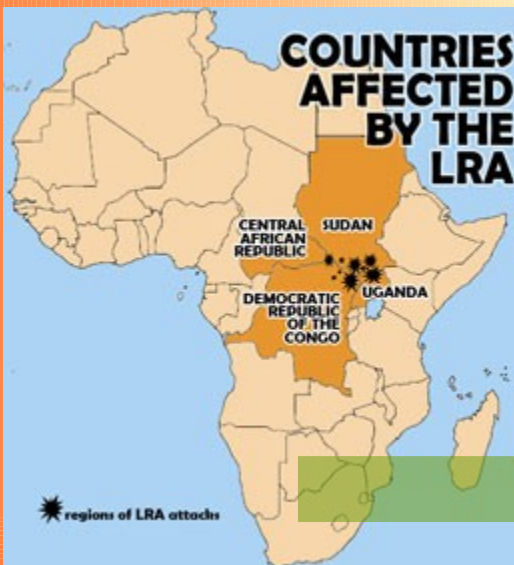 COUNTRIES
AFFECTED
BY THE
LRA
CENTRAL
AFRICAN
REPUBLIC
SUDAN
UGANDA
DEMOCRATIC
REPUBLIC
OF THE
CONGO
regions of LRA attacks